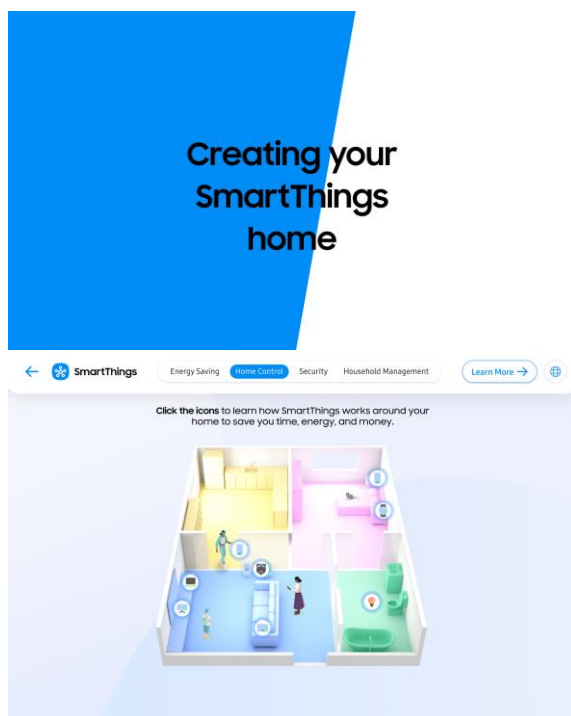 Creating your
SmartThings
home
SmartThings
Energy Saving
Home Control
Security
Household Management
Learn More →
Click the icons to learn how SmartThings works around your
home to save you time, energy, and money.